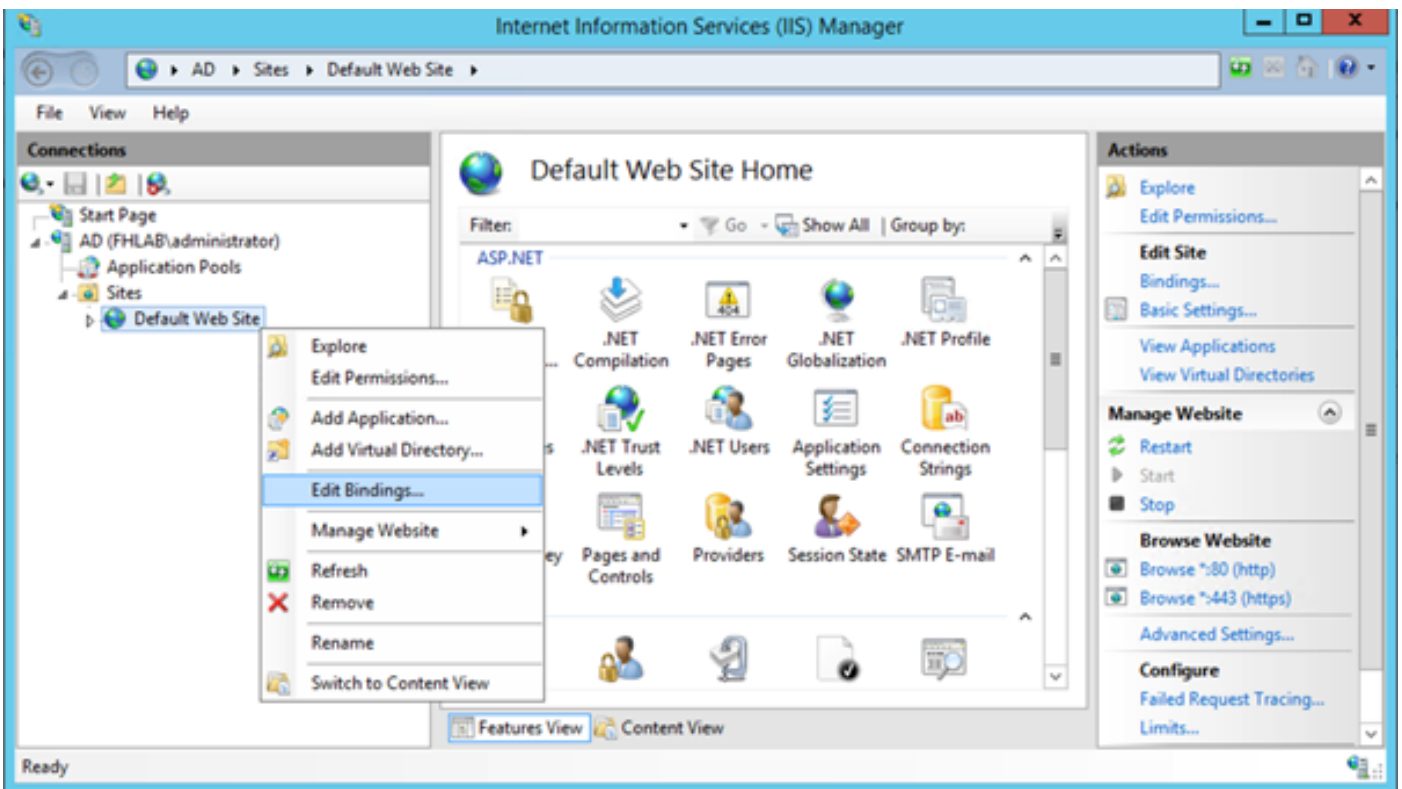 Internet Information Services (IIS) Manager
AD Sites Default Web Site
File View Help
Connections
Start Page
AD (FHLAB\administrator)
Application Pools
Sites
Default Web Site
Explore
Edit Permissions...
Add Application...
Add Virtual Directory...
Edit Bindings...
Manage Website
Refresh
Remove
Rename
Switch to Content View
Default Web Site Home
Filter: Go Show All Group by:
ASP.NET
...
.NET Compilation
.NET Error Pages
.NET Globalization
.NET Profile
.NET Trust Levels
.NET Users
Application Settings
Connection Strings
Pages and Controls
Providers
Session State
SMTP E-mail
404
ab
Features View Content View
Actions
Explore
Edit Permissions...
Edit Site
Bindings...
Basic Settings...
View Applications
View Virtual Directories
Manage Website
Restart
Start
Stop
Browse Website
Browse *:80 (http)
Browse *:443 (https)
Advanced Settings...
Configure
Failed Request Tracing...
Limits...
Ready